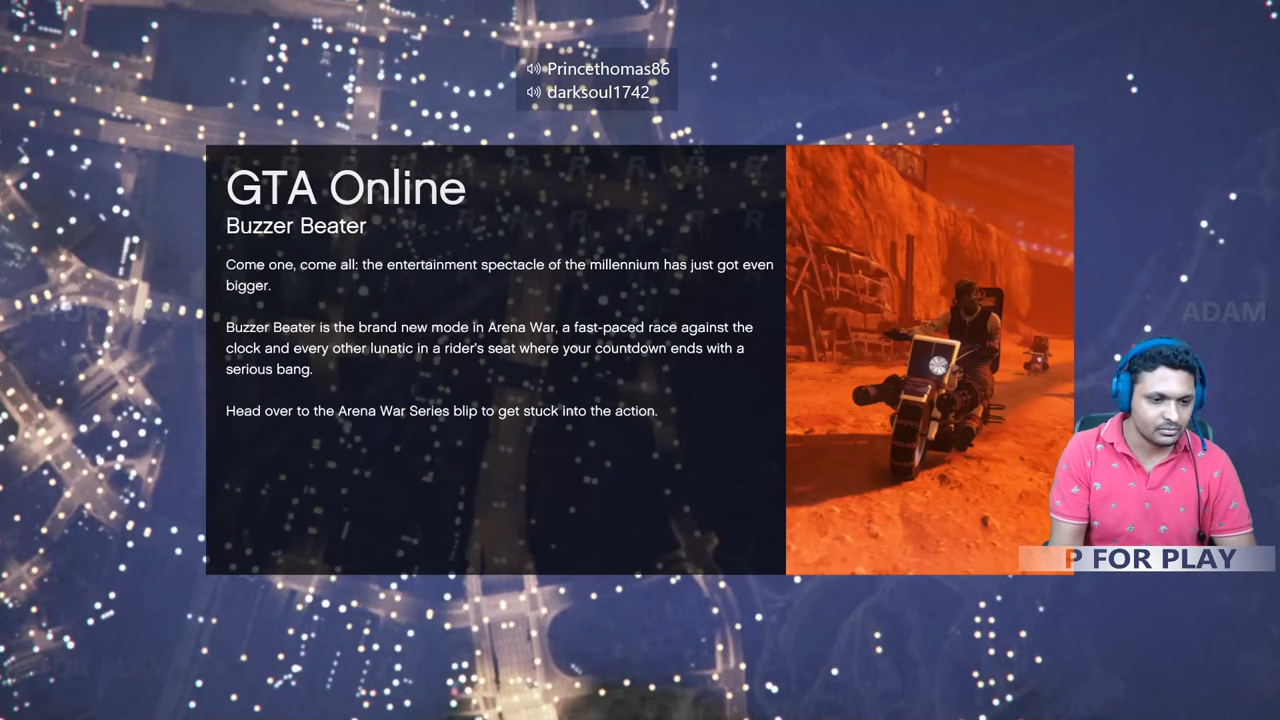 Princethomas86
darksoul1742
GTA Online
Buzzer Beater
Come one, come all: the entertainment spectacle of the millennium has just got even
bigger.
Buzzer Beater is the brand new mode in Arena War, a fast-paced race against the
clock and every other lunatic in a rider's seat where your countdown ends with a
serious bang.
Head over to the Arena War Series blip to get stuck into the action.
ADAM
P FOR PLAY